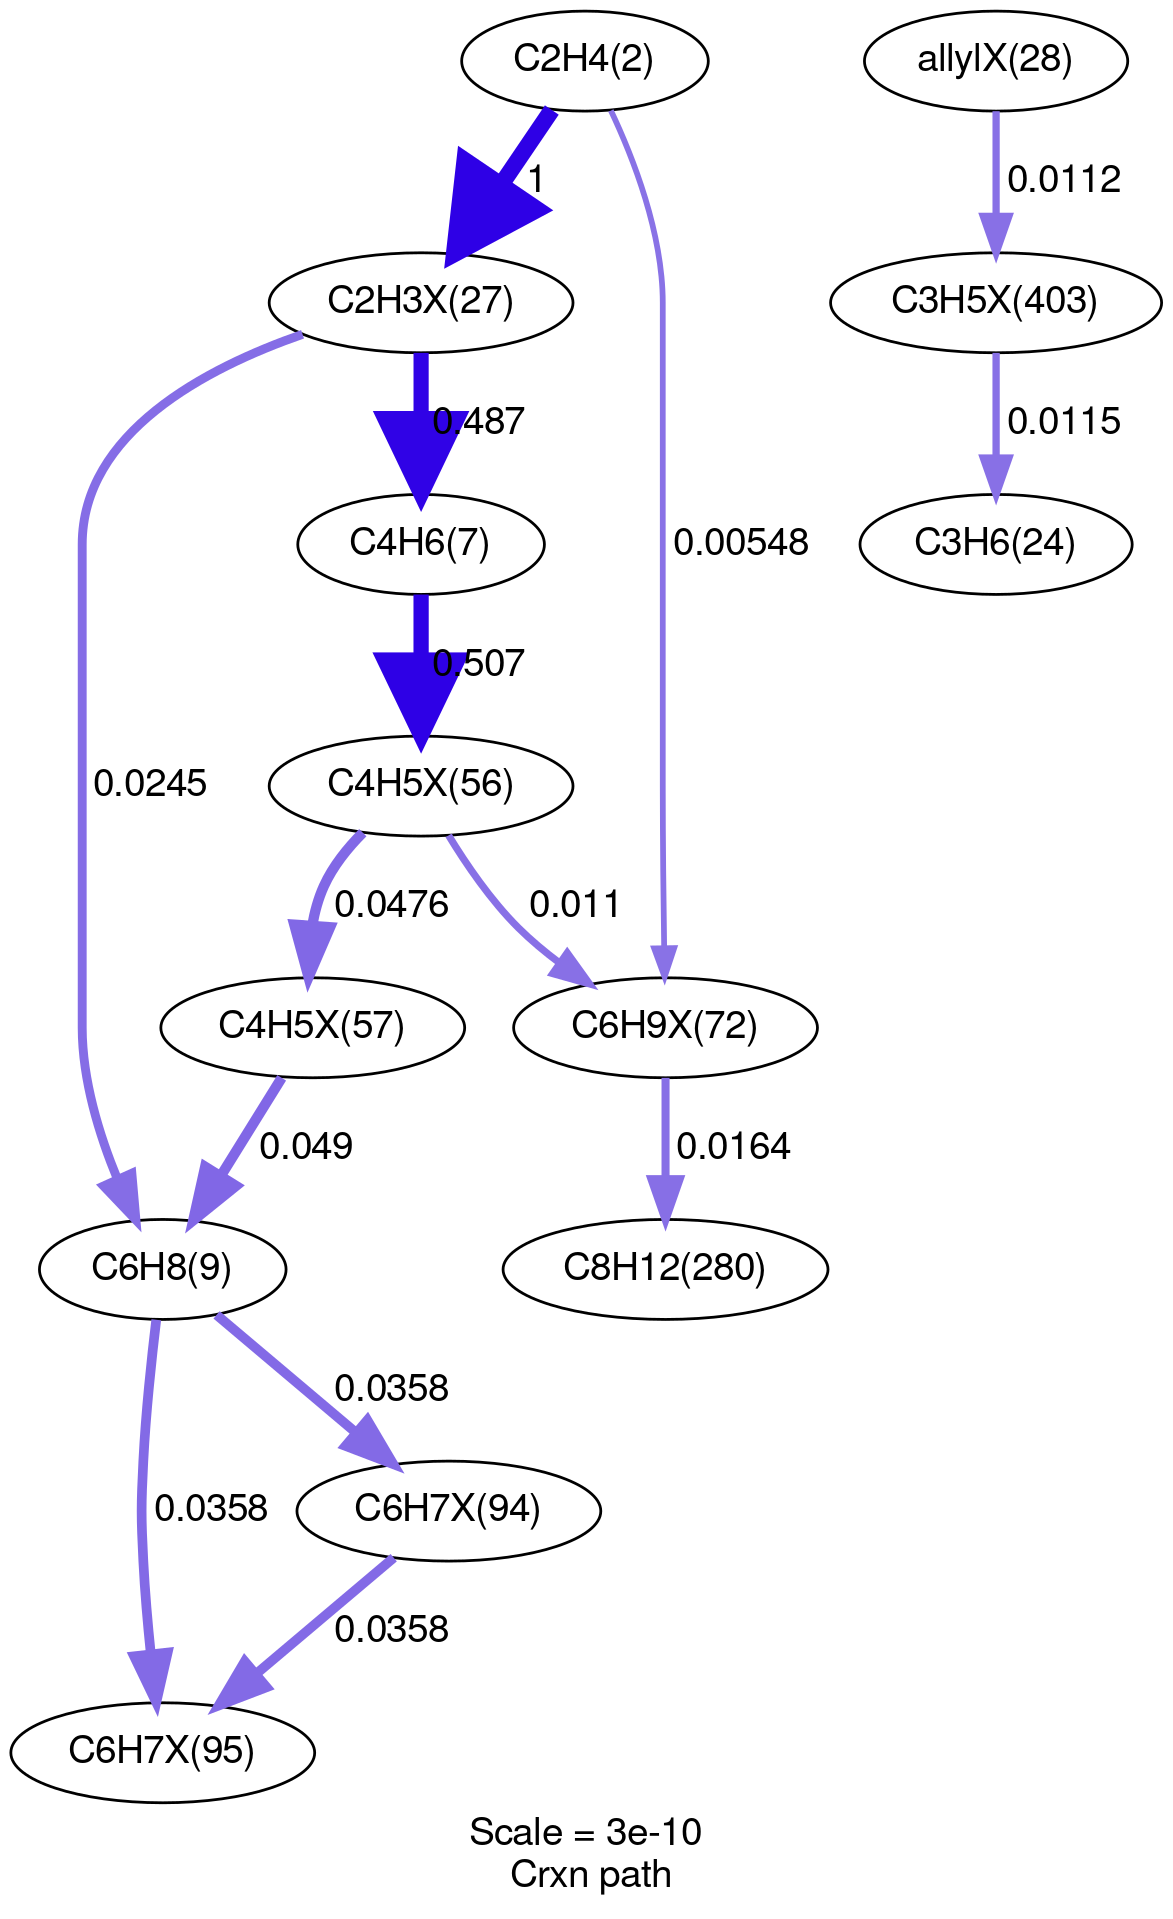 C2H4(2)
allylX(28)
1
0.0112
C2H3X(27)
C3H5X(403)
0.487
0.0115
C4H6(7)
0.00548
C3H6(24)
0.507
0.0245
C4H5X(56)
0.0476
0.011
C4H5X(57)
C6H9X(72)
0.049
0.0164
C6H8(9)
C8H12(280)
0.0358
0.0358
C6H7X(94)
0.0358
C6H7X(95)
Scale = 3e-10
Crxn path